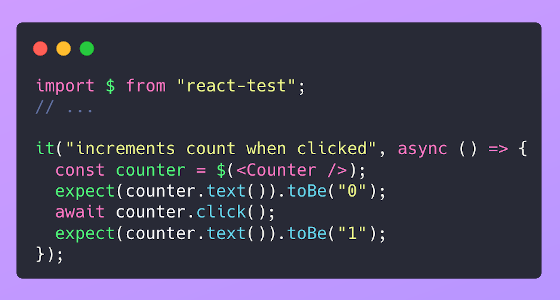 import $ from "react-test";
// ...
it("increments count when clicked", async () => {
  const counter = $(<Counter />);
  expect(counter.text()).toBe("0");
  await counter.click();
  expect(counter.text()).toBe("1");
});